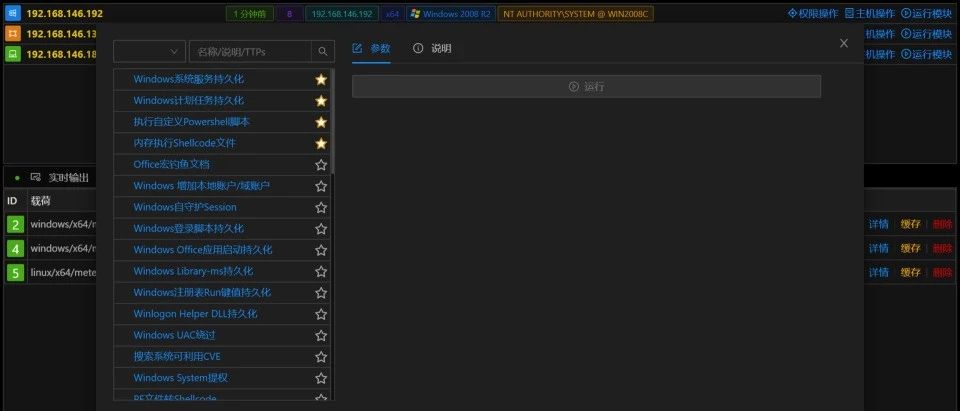 192.168.146.192 1 分钟前 8 192.168.146.192 x64 Windows 2008 R2 NT AUTHORITY\SYSTEM @ WIN2008C 权限操作 主机操作 运行模块
192.168.146.13 机操作 运行模块
192.168.146.18 机操作 运行模块
名称/说明/TTPs 参数 说明
运行
Windows系统服务持久化
Windows计划任务持久化
执行自定义Powershell脚本
内存执行Shellcode文件
Office宏钓鱼文档
Windows 增加本地账户/域账户
Windows自守护Session
Windows登录脚本持久化
Windows Office应用启动持久化
Windows Library-ms持久化
Windows注册表Run键值持久化
Winlogon Helper DLL持久化
Windows UAC绕过
搜索系统可利用CVE
Windows System提权
PE文件转Shellcode
实时输出
ID 载荷
2 windows/x64/m 详情 缓存 删除
4 windows/x64/m 详情 缓存 删除
5 linux/x64/mete 详情 缓存 删除